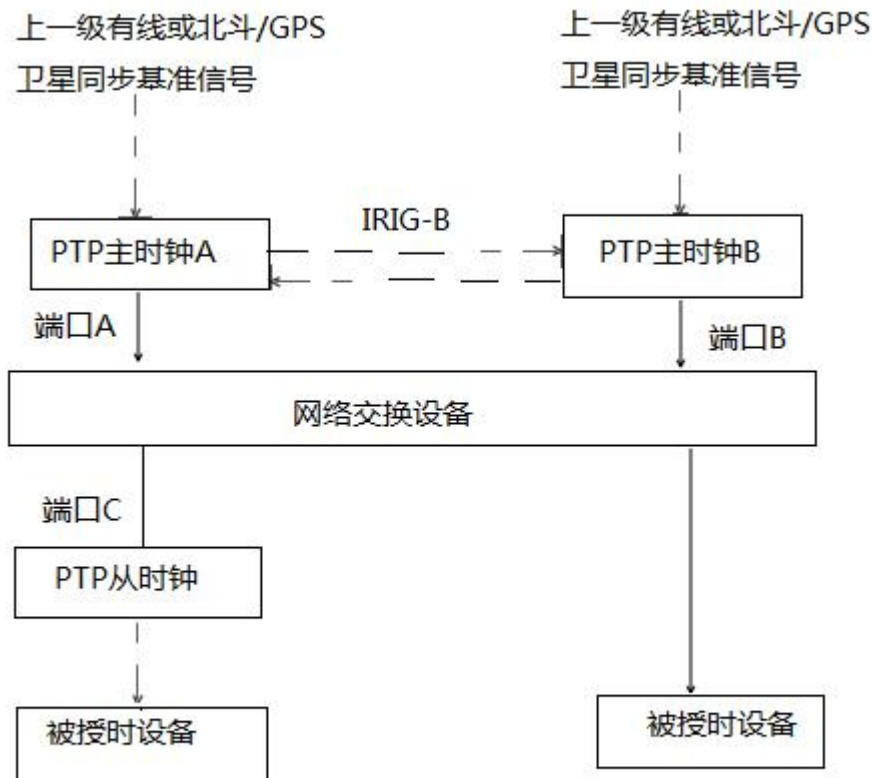 上一级有线或北斗/GPS
卫星同步基准信号
上一级有线或北斗/GPS
卫星同步基准信号
IRIG-B
PTP主时钟A
PTP主时钟B
端口A
端口B
网络交换设备
端口C
PTP从时钟
被授时设备
被授时设备